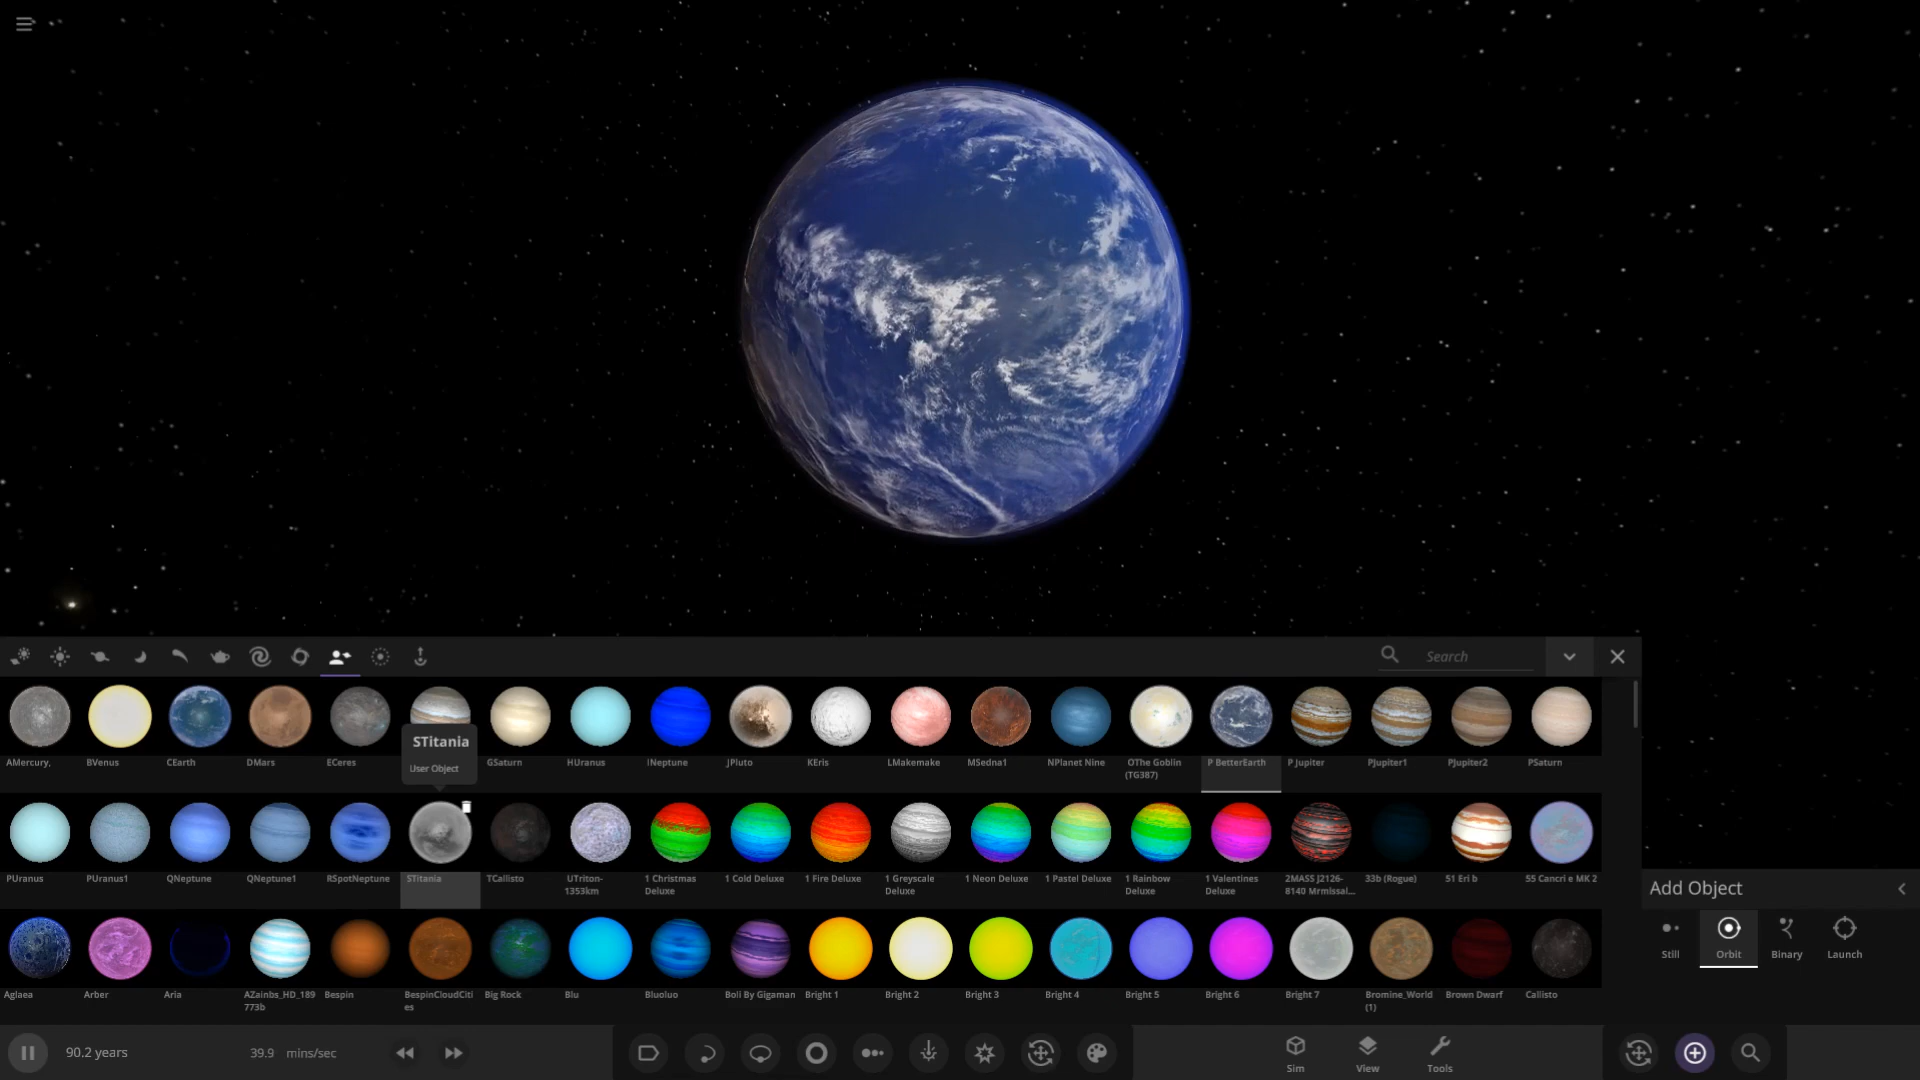 Search
STitania
User Object
AMercury,
BVenus
CEarth
DMars
ECeres
GSaturn
HUranus
INeptune
JPluto
KEris
LMakemake
MSedna1
NPlanet Nine
OThe Goblin
(TG387)
P BetterEarth
P Jupiter
PJupiter1
PJupiter2
PSaturn
PUranus
PUranus1
QNeptune
QNeptune1
RSpotNeptune
STitania
TCallisto
UTriton-
1353km
1 Christmas
Deluxe
1 Cold Deluxe
1 Fire Deluxe
1 Greyscale
Deluxe
1 Neon Deluxe
1 Pastel Deluxe
1 Rainbow
Deluxe
1 Valentines
Deluxe
2MASS J2126-
8140 Mrmissai...
33b (Rogue)
51 Eri b
55 Cancri e MK 2
Aglaea
Arber
Aria
AZainbs_HD_189
773b
Bespin
BespinCloudCiti
es
Big Rock
Blu
Bluoluo
Boli By Gigaman
Bright 1
Bright 2
Bright 3
Bright 4
Bright 5
Bright 6
Bright 7
Bromine_World
(1)
Brown Dwarf
Callisto
Add Object
Still
Orbit
Binary
Launch
90.2 years
39.9 mins/sec
Sim
View
Tools